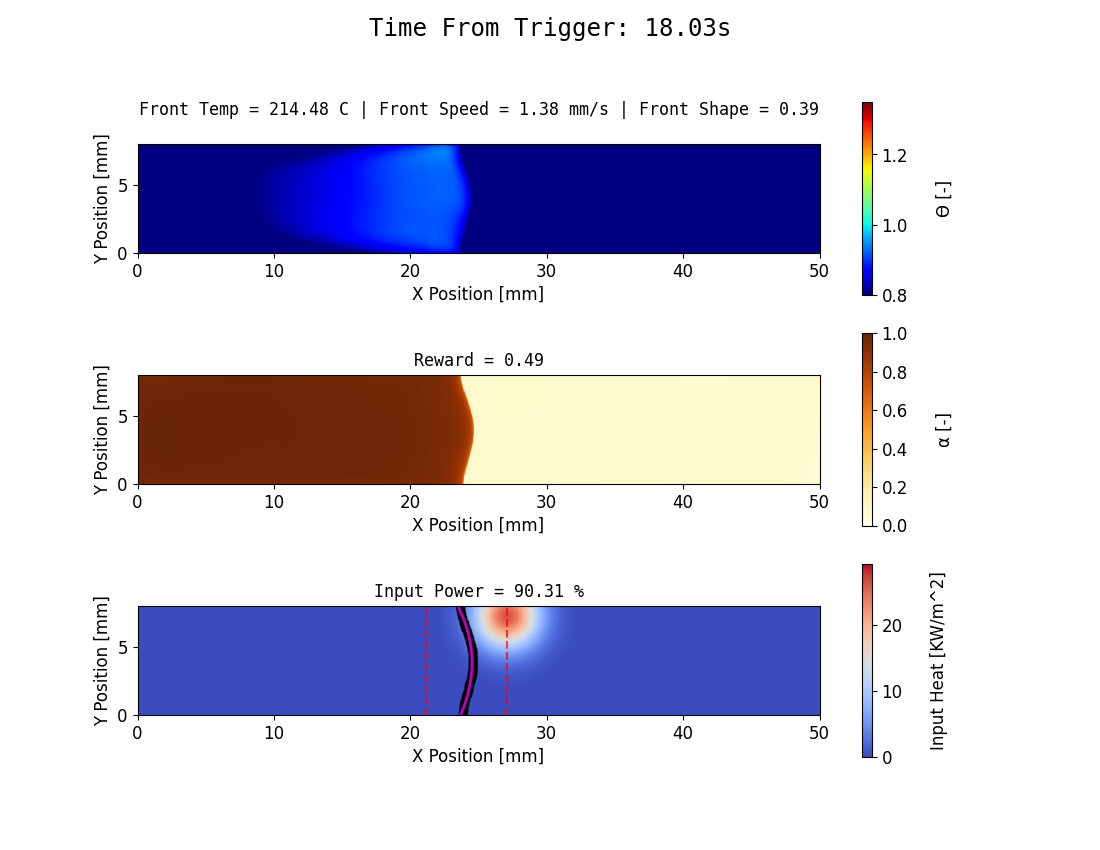 Time From Trigger: 18.03s
Front Temp = 214.48 C | Front Speed = 1.38 mm/s | Front Shape = 0.39
Y Position [mm]
5
0
0 10 20 30 40 50
X Position [mm]
1.2
1.0
0.8
Θ [-]
Reward = 0.49
Y Position [mm]
5
0
0 10 20 30 40 50
X Position [mm]
1.0
0.8
0.6
0.4
0.2
0.0
α [-]
Input Power = 90.31 %
Y Position [mm]
5
0
0 10 20 30 40 50
X Position [mm]
20
10
0
Input Heat [KW/m^2]